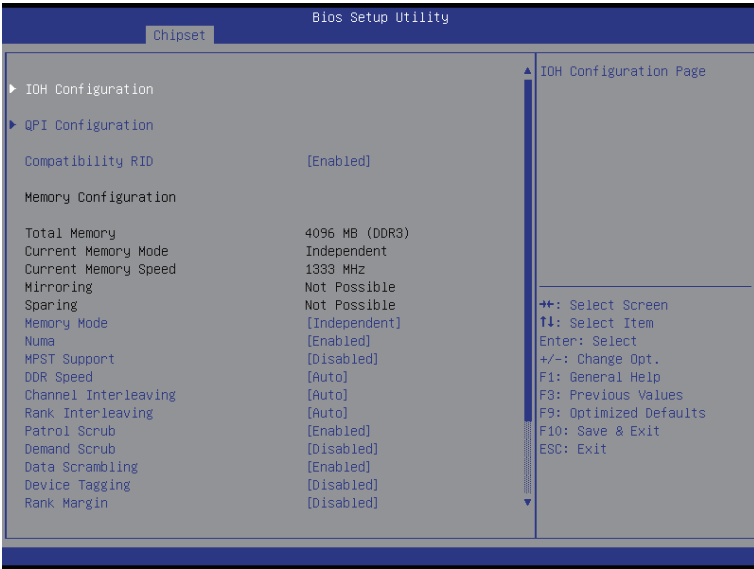 Bios Setup Utility
Chipset
IOH Configuration
QPI Configuration
Compatibility RID [Enabled]
Memory Configuration
Total Memory 4096 MB (DDR3)
Current Memory Mode Independent
Current Memory Speed 1333 MHz
Mirroring Not Possible
Sparing Not Possible
Memory Mode [Independent]
Numa [Enabled]
MPST Support [Disabled]
DDR Speed [Auto]
Channel Interleaving [Auto]
Rank Interleaving [Auto]
Patrol Scrub [Enabled]
Demand Scrub [Disabled]
Data Scrambling [Enabled]
Device Tagging [Disabled]
Rank Margin [Disabled]
IOH Configuration Page
→←: Select Screen
↑↓: Select Item
Enter: Select
+/-: Change Opt.
F1: General Help
F3: Previous Values
F9: Optimized Defaults
F10: Save & Exit
ESC: Exit